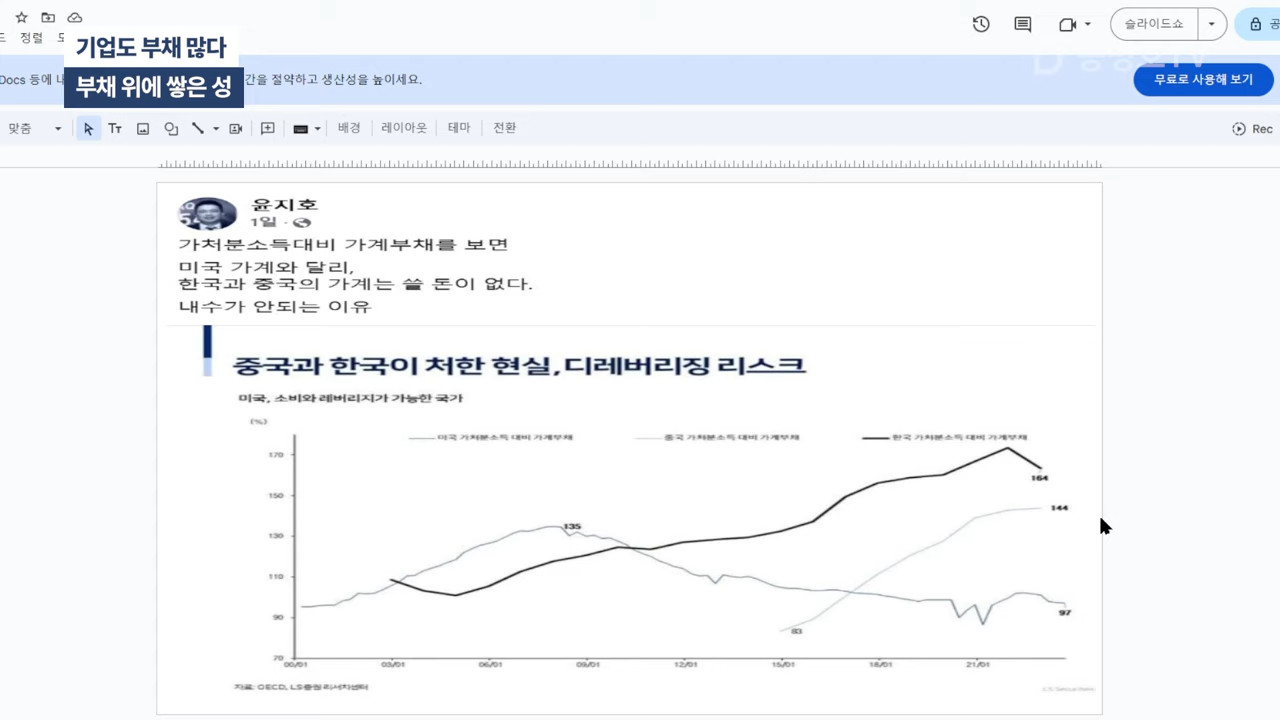 기업도 부채 많다
부채 위에 쌓은 성
정렬
슬라이드쇼
Docs 등에
간을 절약하고 생산성을 높이세요.
무료로 사용해 보기
맞춤
배경
레이아웃
테마
전환
Rec
윤지호
1일 ·
가처분소득대비 가계부채를 보면
미국 가계와 달리,
한국과 중국의 가계는 쓸 돈이 없다.
내수가 안되는 이유
중국과 한국이 처한 현실, 디레버리징 리스크
미국, 소비와 레버리지가 가능한 국가
(%)
미국 가처분소득 대비 가계부채
중국 가처분소득 대비 가계부채
한국 가처분소득 대비 가계부채
170
164
150
144
135
130
110
97
90
83
70
00/01
03/01
06/01
09/01
12/01
15/01
18/01
21/01
자료: OECD, LS증권 리서치센터